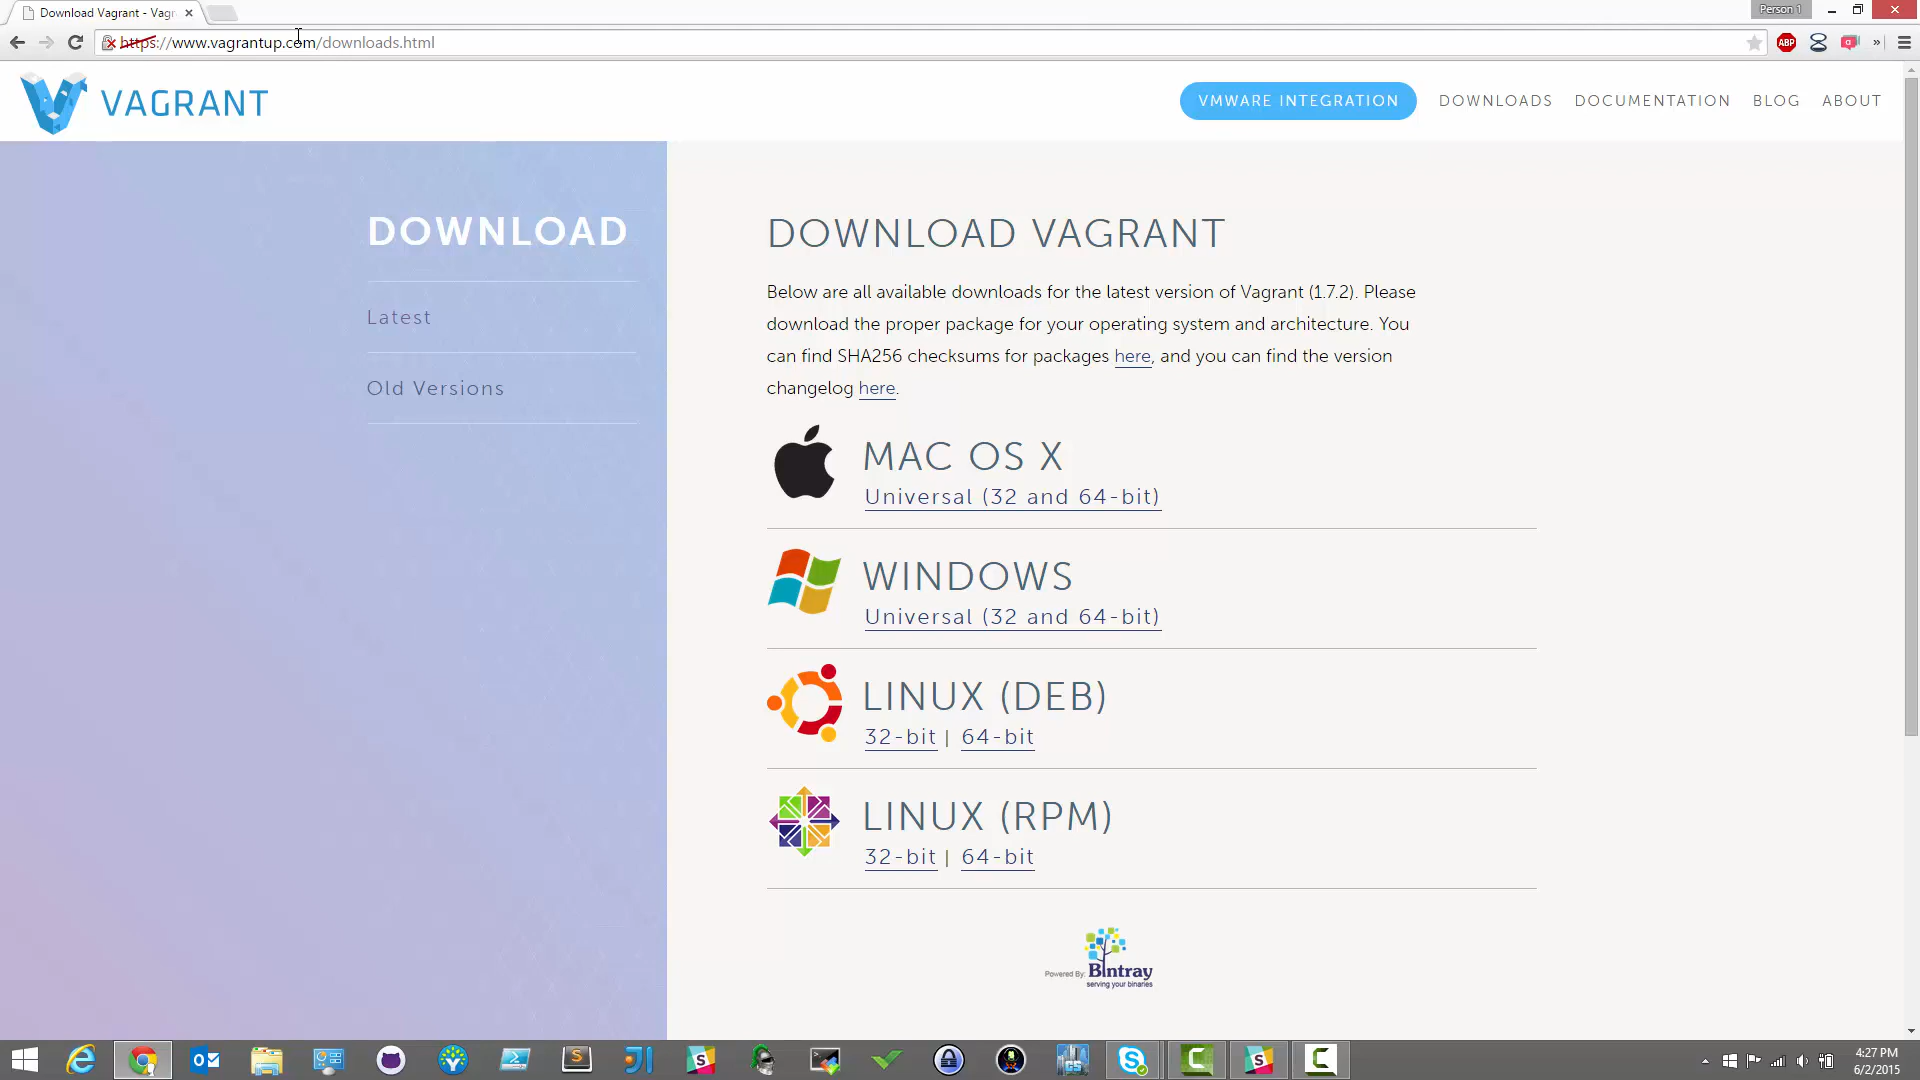 Download Vagrant - Vagr
Person 1
https://www.vagrantup.com/downloads.html
ABP
VAGRANT
VMWARE INTEGRATION
DOWNLOADS
DOCUMENTATION
BLOG
ABOUT
DOWNLOAD
Latest
Old Versions
DOWNLOAD VAGRANT
Below are all available downloads for the latest version of Vagrant (1.7.2). Please
download the proper package for your operating system and architecture. You
can find SHA256 checksums for packages here, and you can find the version
changelog here.
MAC OS X
Universal (32 and 64-bit)
WINDOWS
Universal (32 and 64-bit)
LINUX (DEB)
32-bit | 64-bit
LINUX (RPM)
32-bit | 64-bit
Powered By: Bintray
serving your binaries
4:27 PM
6/2/2015